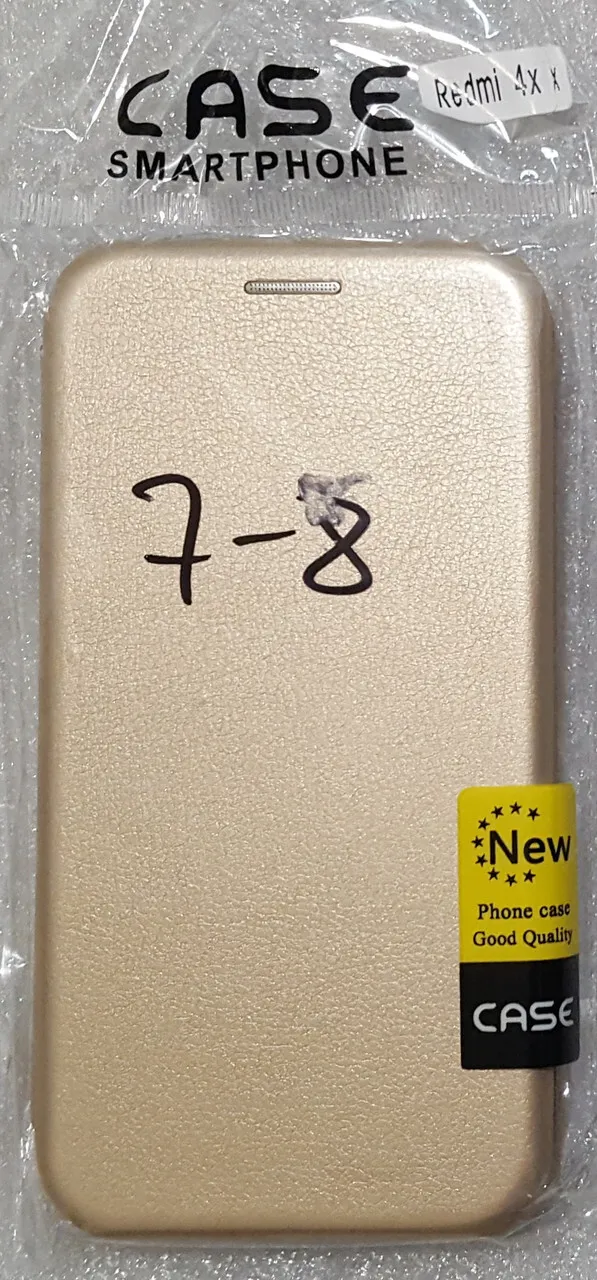 CASE
Redmi 4x x
SMARTPHONE
7-8
New
Phone case
Good Quality
CASE